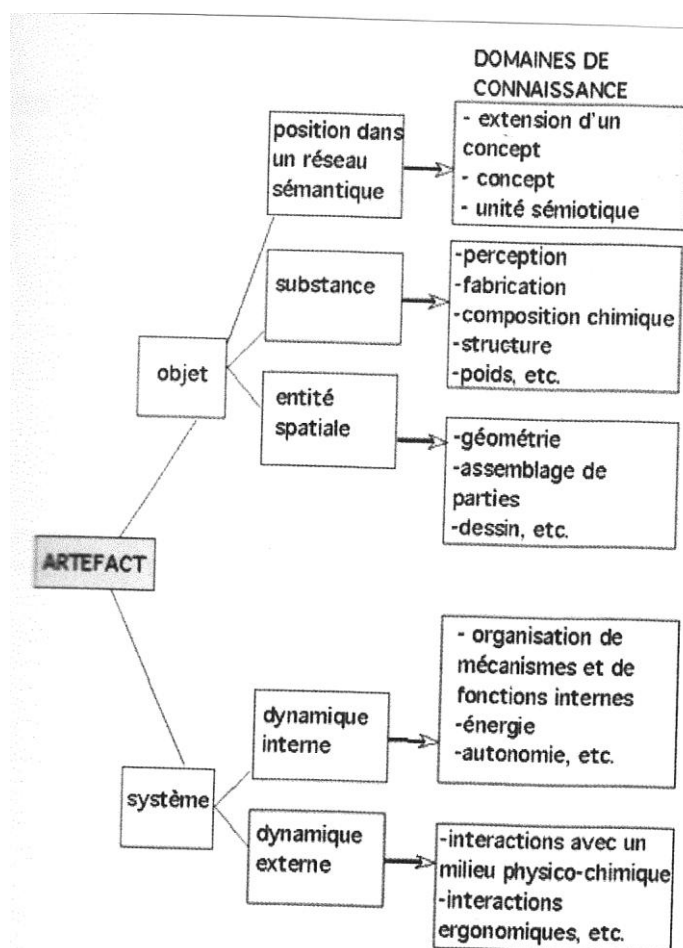 DOMAINES DE
CONNAISSANCE
position dans
un réseau
sémantique
- extension d'un
concept
- concept
- unité sémiotique
substance
-perception
-fabrication
-composition chimique
-structure
-poids, etc.
objet
entité
spatiale
-géométrie
-assemblage de
parties
-dessin, etc.
ARTEFACT
dynamique
interne
- organisation de
mécanismes et de
fonctions internes
-énergie
-autonomie, etc.
système
dynamique
externe
-interactions avec un
milieu physico-chimique
-interactions
ergonomiques, etc.